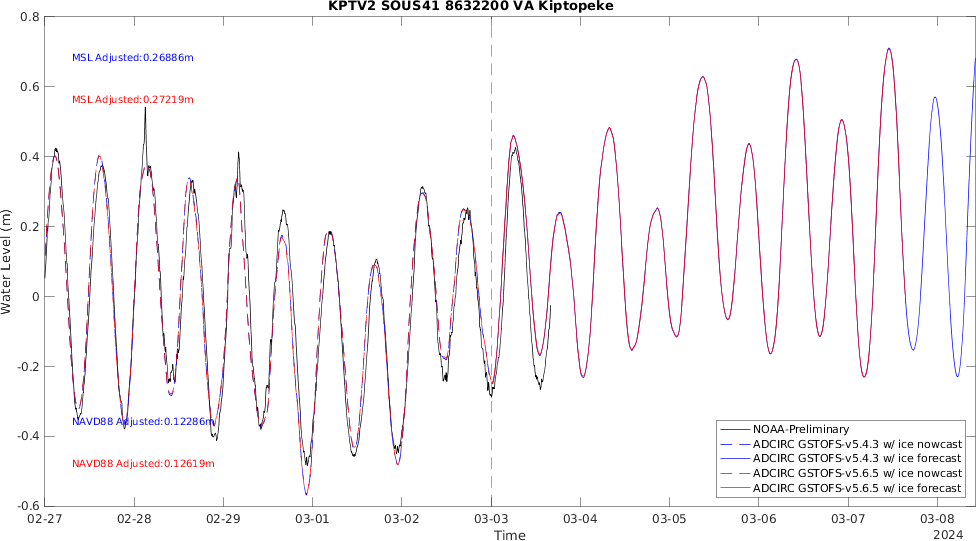 KPTV2 SOUS41 8632200 VA Kiptopeke
0.8
0.6
0.4
0.2
0
-0.2
-0.4
-0.6
Water Level (m)
MSL Adjusted:0.26886m
MSL Adjusted:0.27219m
NAVD88 Adjusted:0.12286m
NAVD88 Adjusted:0.12619m
NOAA-Preliminary
ADCIRC GSTOFS-v5.4.3 w/ ice nowcast
ADCIRC GSTOFS-v5.4.3 w/ ice forecast
ADCIRC GSTOFS-v5.6.5 w/ ice nowcast
ADCIRC GSTOFS-v5.6.5 w/ ice forecast
02-27 02-28 02-29 03-01 03-02 03-03 03-04 03-05 03-06 03-07 03-08
Time
2024